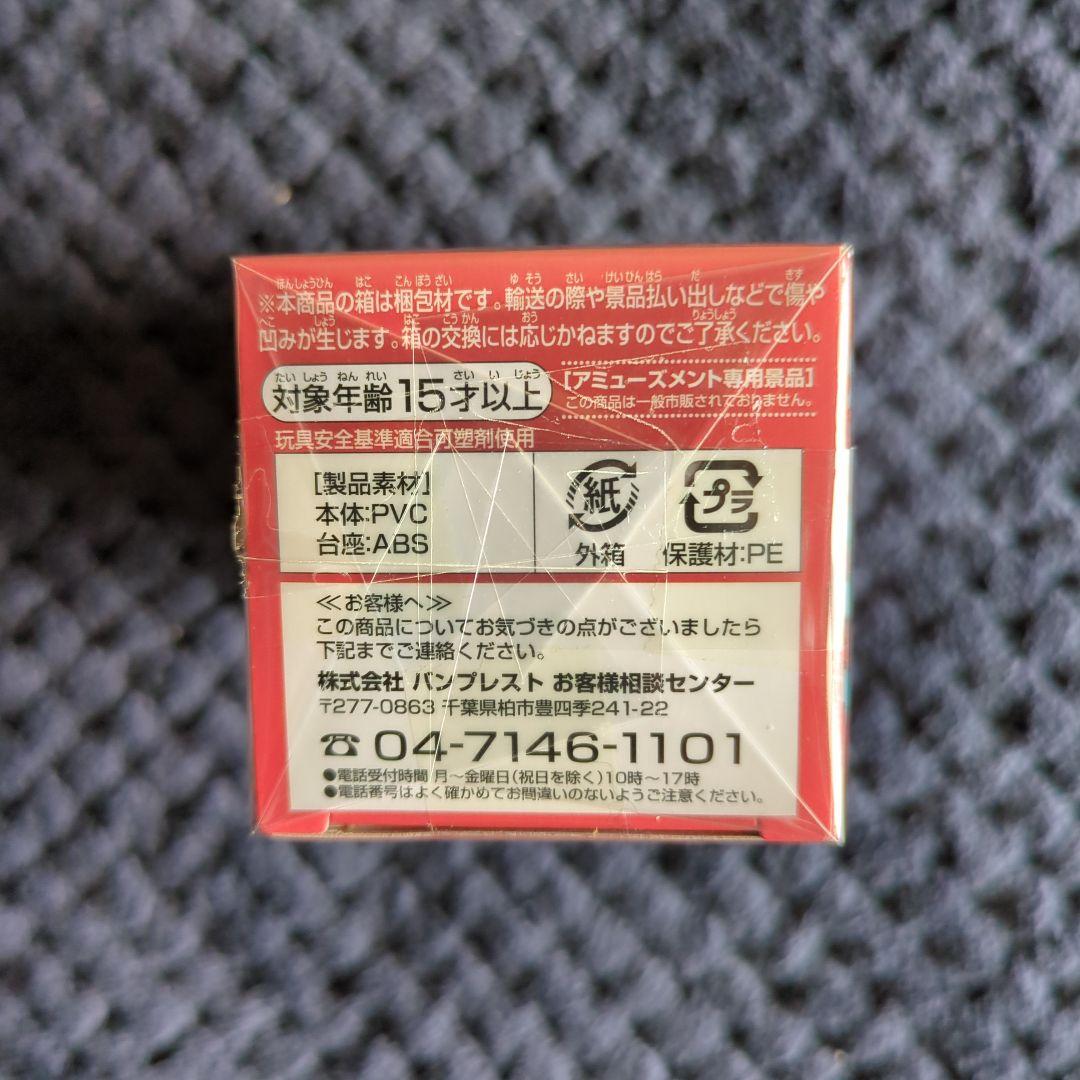 ※本商品の箱は梱包材です。輸送の際や景品払い出しなどで傷や
凹みが生じます。箱の交換には応じかねますのでご了承ください。
対象年齢15才以上
[アミューズメント専用景品]
この商品は一般市販されておりません。
玩具安全基準適合可塑剤使用
[製品素材]
本体:PVC
台座:ABS
紙
外箱
プラ
保護材:PE
≪お客様へ≫
この商品についてお気づきの点がございましたら
下記までご連絡ください。
株式会社 バンプレスト お客様相談センター
〒277-0863 千葉県柏市豊四季241-22
☎ 04-7146-1101
●電話受付時間 月~金曜日(祝日を除く)10時~17時
●電話番号はよく確かめてお間違いのないようご注意ください。